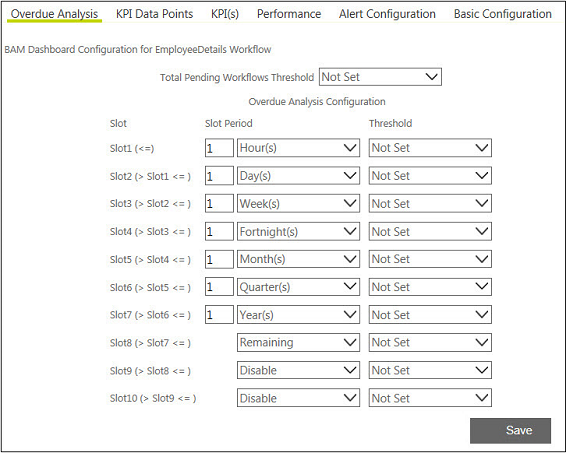 Overdue Analysis KPI Data Points KPI(s) Performance Alert Configuration Basic Configuration
BAM Dashboard Configuration for EmployeeDetails Workflow
Total Pending Workflows Threshold Not Set
Overdue Analysis Configuration
Slot Slot Period Threshold
Slot1 (<=) 1 Hour(s) Not Set
Slot2 (> Slot1 <= ) 1 Day(s) Not Set
Slot3 (> Slot2 <= ) 1 Week(s) Not Set
Slot4 (> Slot3 <= ) 1 Fortnight(s) Not Set
Slot5 (> Slot4 <= ) 1 Month(s) Not Set
Slot6 (> Slot5 <= ) 1 Quarter(s) Not Set
Slot7 (> Slot6 <= ) 1 Year(s) Not Set
Slot8 (> Slot7 <= ) Remaining Not Set
Slot9 (> Slot8 <= ) Disable Not Set
Slot10 (> Slot9 <= ) Disable Not Set
Save